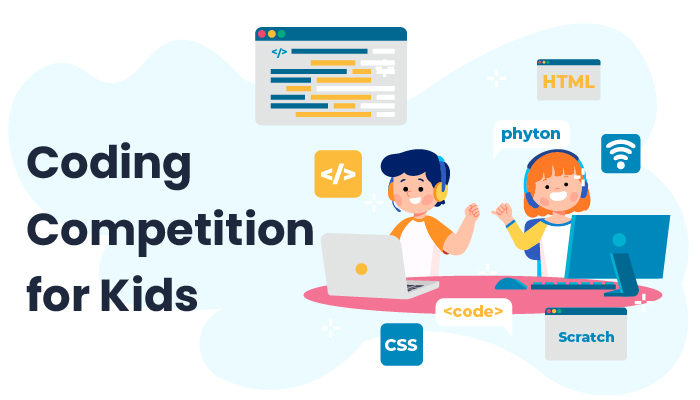 </>
HTML
phyton
</>
Coding
Competition
for Kids
<code>
CSS
Scratch